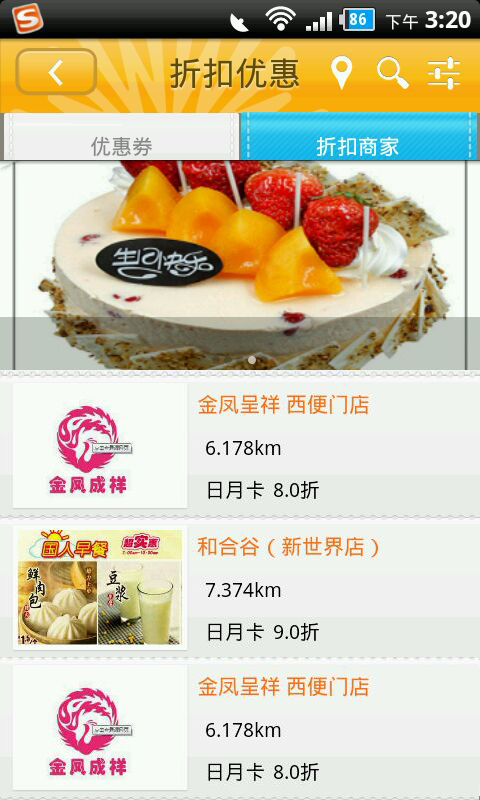 86 下午 3:20
折扣优惠
优惠券 折扣商家
生日快乐
金凤呈祥 西便门店
6.178km
日月卡 8.0折
金凤成祥
国人早餐
超实惠
鲜肉包
豆浆
和合谷（新世界店）
7.374km
日月卡 9.0折
金凤呈祥 西便门店
6.178km
日月卡 8.0折
金凤成祥